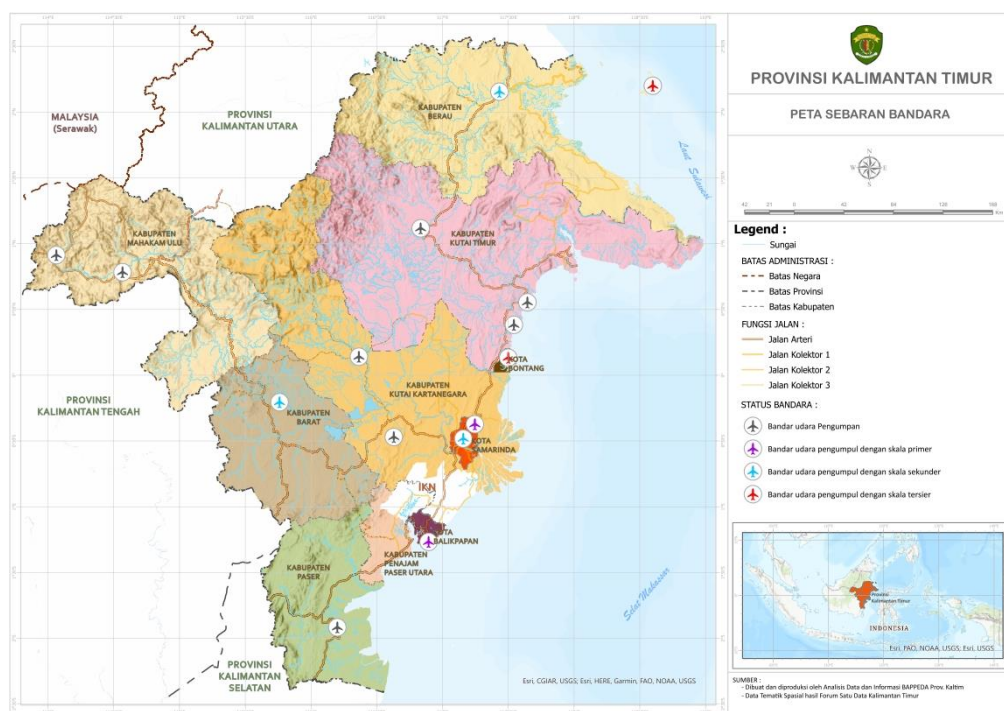 PROVINSI KALIMANTAN TIMUR
PETA SEBARAN BANDARA
N
W
E
S
42
21
0
42
84
126
168
Legend :
Sungai
BATAS ADMINISTRASI :
Batas Negara
Batas Provinsi
Batas Kabupaten
FUNGSI JALAN :
Jalan Arteri
Jalan Kolektor 1
Jalan Kolektor 2
Jalan Kolektor 3
STATUS BANDARA :
Bandar udara Pengumpan
Bandar udara pengumpul dengan skala primer
Bandar udara pengumpul dengan skala sekunder
Bandar udara pengumpul dengan skala tersier
Provinsi
Kalimantan Timur
INDONESIA
Esri, FAO, NOAA, USGS; Esri, USGS
SUMBER :
- Dibuat dan diproduksi oleh Analisis Data dan Informasi BAPPEDA Prov. Kaltim
- Data Tematik Spasial hasil Forum Satu Data Kalimantan Timur
MALAYSIA
(Serawak)
PROVINSI
KALIMANTAN UTARA
KABUPATEN
BERAU
Laut Sulawesi
KABUPATEN
MAHAKAM ULU
KABUPATEN
KUTAI TIMUR
KOTA
BONTANG
PROVINSI
KALIMANTAN TENGAH
KABUPATEN
KUTAI KARTANEGARA
KABUPATEN
BARAT
KOTA
SAMARINDA
IKN
KOTA
BALIKPAPAN
KABUPATEN
PENAJAM
PASER UTARA
KABUPATEN
PASER
Selat Makassar
PROVINSI
KALIMANTAN
SELATAN
Esri, CGIAR, USGS; Esri, HERE, Garmin, FAO, NOAA, USGS